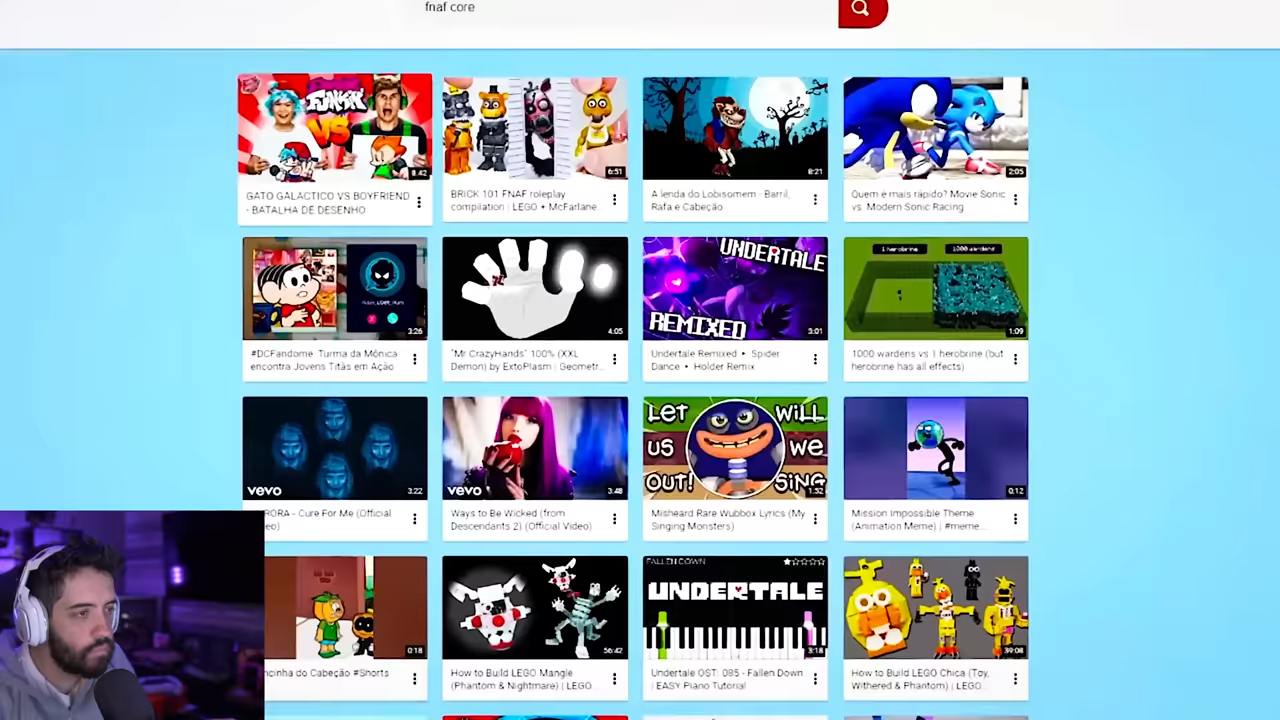 fnaf core
FUNKIN'
VS
8:42
GATO GALACTICO VS BOYFRIEND
- BATALHA DE DESENHO
6:51
BRICK 101 FNAF roleplay
compilation | LEGO + McFarlane
8:21
A lenda do Lobisomem - Barril,
Rafa e Cabeção
2:05
Quem é mais rápido? Movie Sonic
vs. Modern Sonic Racing
3:26
#DCFandome Turma da Mônica
encontra Jovens Titãs em Ação
4:05
"Mr CrazyHands" 100% (XXL
Demon) by ExtoPlasm | Geometr...
UNDERTALE
REMIXED
3:01
Undertale Remixed • Spider
Dance • Holder Remix
1 herobrine
1000 wardens
1:09
1000 wardens vs 1 herobrine (but
herobrine has all effects)
vevo
3:22
RORA - Cure For Me (Official
eo)
vevo
3:48
Ways to Be Wicked (from
Descendants 2) (Official Video)
LET WILL
US WE
OUT! SING
1:52
Misheard Rare Wubbox Lyrics (My
Singing Monsters)
0:12
Mission Impossible Theme
(Animation Meme) | #meme...
0:18
ncinha do Cabeção #Shorts
56:42
How to Build LEGO Mangle
(Phantom & Nightmare) | LEGO...
FALLEN DOWN
UNDERTALE
3:18
Undertale OST: 085 - Fallen Down
| EASY Piano Tutorial
39:08
How to Build LEGO Chica (Toy,
Withered & Phantom) | LEGO...